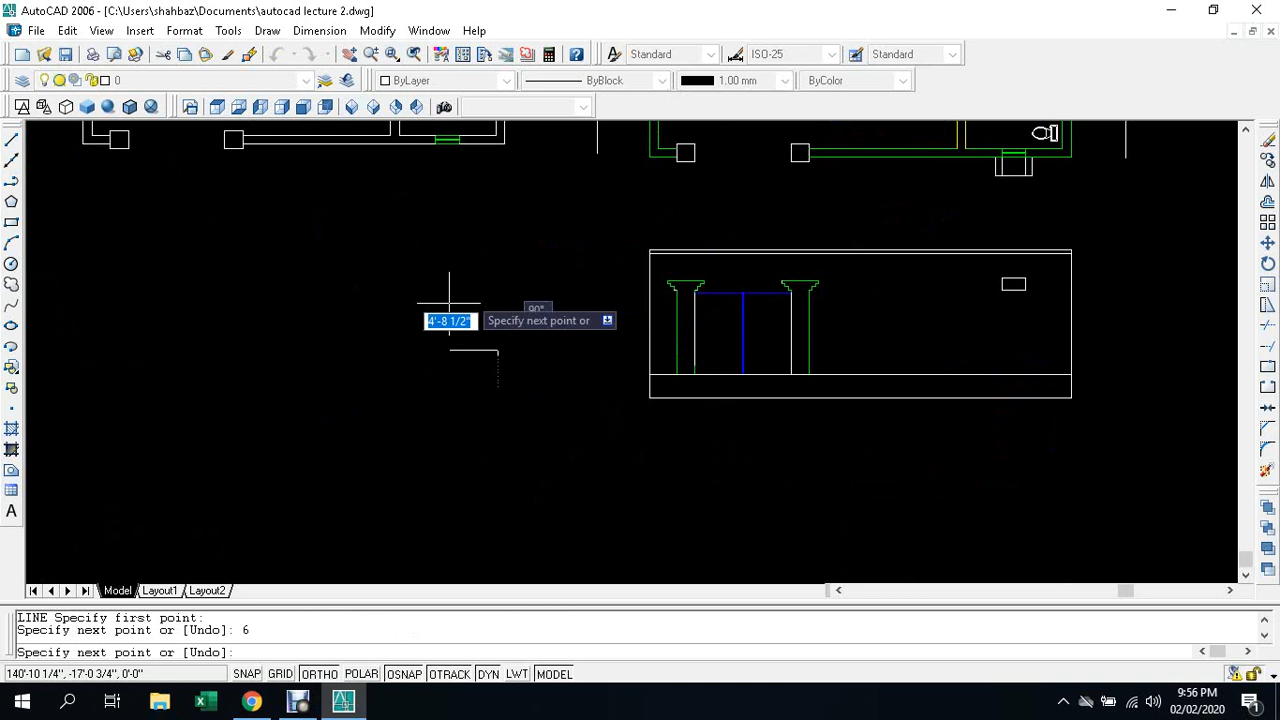 AutoCAD 2006 - [C:\Users\shahbaz\Documents\autocad lecture 2.dwg]
File Edit View Insert Format Tools Draw Dimension Modify Window Help
Standard ISO-25 Standard
0 ByLayer ByBlock 1.00 mm ByColor
90°
4'-8 1/2" Specify next point or
Model Layout1 Layout2
LINE Specify first point:
Specify next point or [Undo]: 6
Specify next point or [Undo]:
140'-10 1/4", -17'-0 3/4", 0'-0" SNAP GRID ORTHO POLAR OSNAP OTRACK DYN LWT MODEL
9:56 PM
02/02/2020